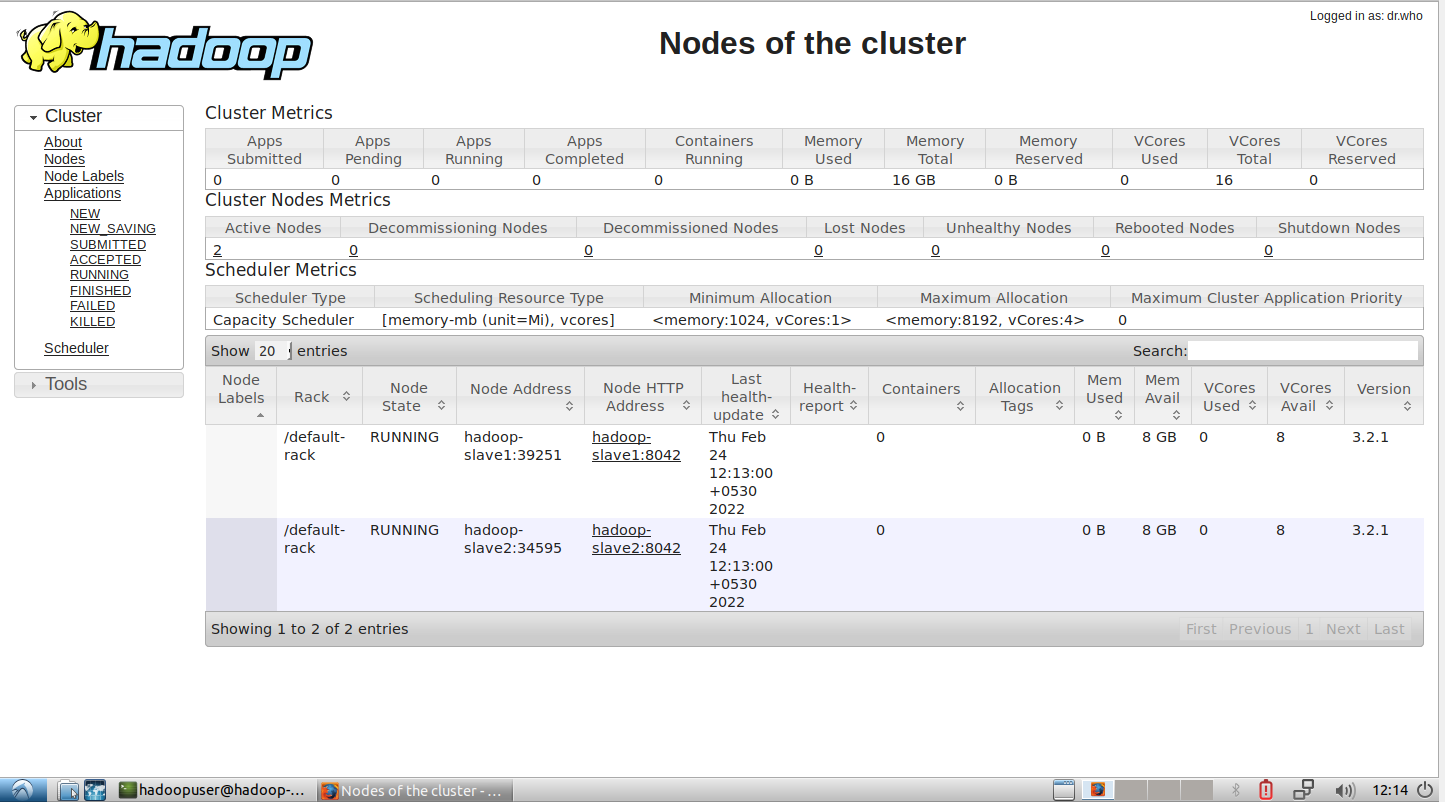 Logged in as: dr.who
hadoop
Nodes of the cluster
Cluster
About
Nodes
Node Labels
Applications
NEW
NEW_SAVING
SUBMITTED
ACCEPTED
RUNNING
FINISHED
FAILED
KILLED
Scheduler
Tools
Cluster Metrics
Apps Submitted Apps Pending Apps Running Apps Completed Containers Running Memory Used Memory Total Memory Reserved VCores Used VCores Total VCores Reserved
0 0 0 0 0 0 B 16 GB 0 B 0 16 0
Cluster Nodes Metrics
Active Nodes Decommissioning Nodes Decommissioned Nodes Lost Nodes Unhealthy Nodes Rebooted Nodes Shutdown Nodes
2 0 0 0 0 0 0
Scheduler Metrics
Scheduler Type Scheduling Resource Type Minimum Allocation Maximum Allocation Maximum Cluster Application Priority
Capacity Scheduler [memory-mb (unit=Mi), vcores] <memory:1024, vCores:1> <memory:8192, vCores:4> 0
Show 20 entries Search:
Node Labels Rack Node State Node Address Node HTTP Address Last health-update Health-report Containers Allocation Tags Mem Used Mem Avail VCores Used VCores Avail Version
/default-rack RUNNING hadoop-slave1:39251 hadoop-slave1:8042 Thu Feb 24 12:13:00 +0530 2022 0 0 B 8 GB 0 8 3.2.1
/default-rack RUNNING hadoop-slave2:34595 hadoop-slave2:8042 Thu Feb 24 12:13:00 +0530 2022 0 0 B 8 GB 0 8 3.2.1
Showing 1 to 2 of 2 entries First Previous 1 Next Last
hadoopuser@hadoop-... Nodes of the cluster - ... 12:14